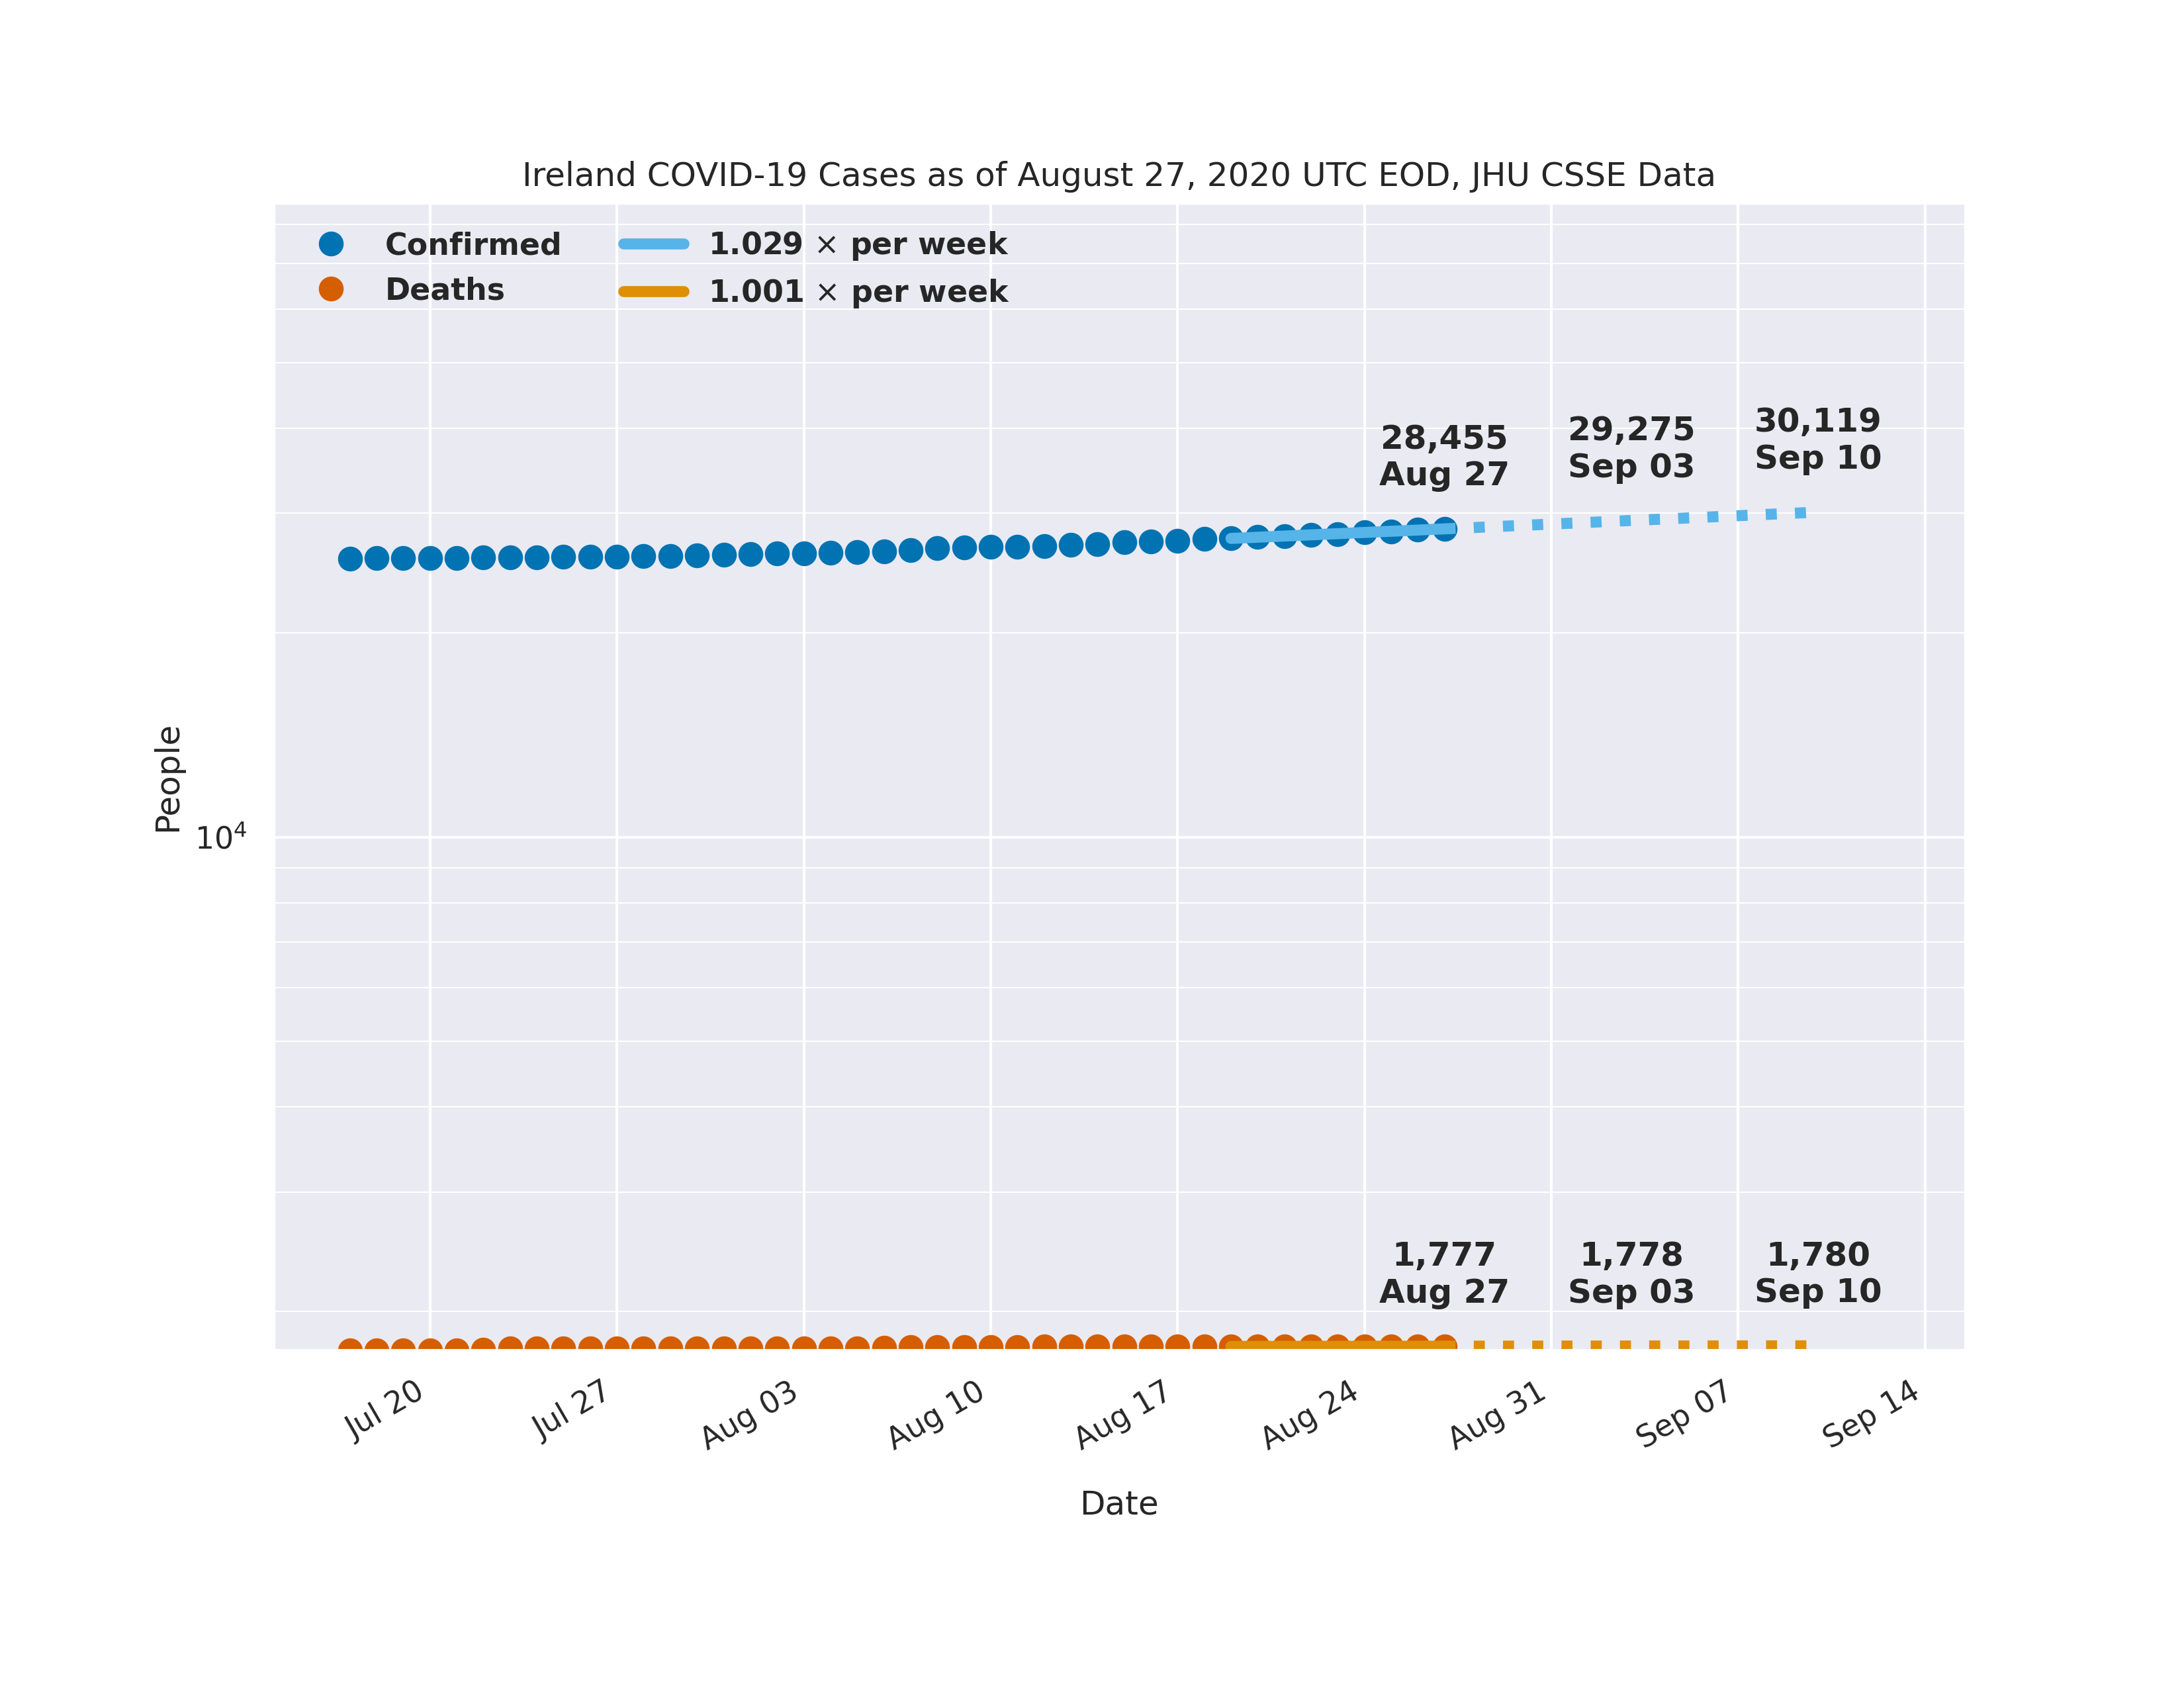 Ireland COVID-19 Cases as of August 27, 2020 UTC EOD, JHU CSSE Data
Confirmed
Deaths
1.029 × per week
1.001 × per week
28,455
Aug 27
29,275
Sep 03
30,119
Sep 10
People
10⁴
1,777
Aug 27
1,778
Sep 03
1,780
Sep 10
Jul 20
Jul 27
Aug 03
Aug 10
Aug 17
Aug 24
Aug 31
Sep 07
Sep 14
Date